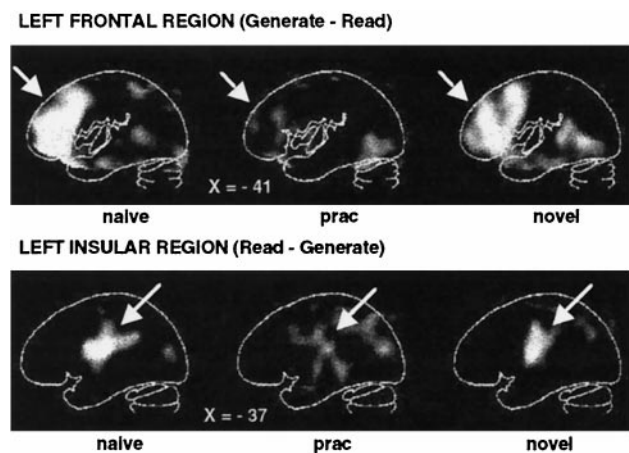 LEFT FRONTAL REGION (Generate - Read)
X = - 41
naive prac novel
LEFT INSULAR REGION (Read - Generate)
X = - 37
naive prac novel